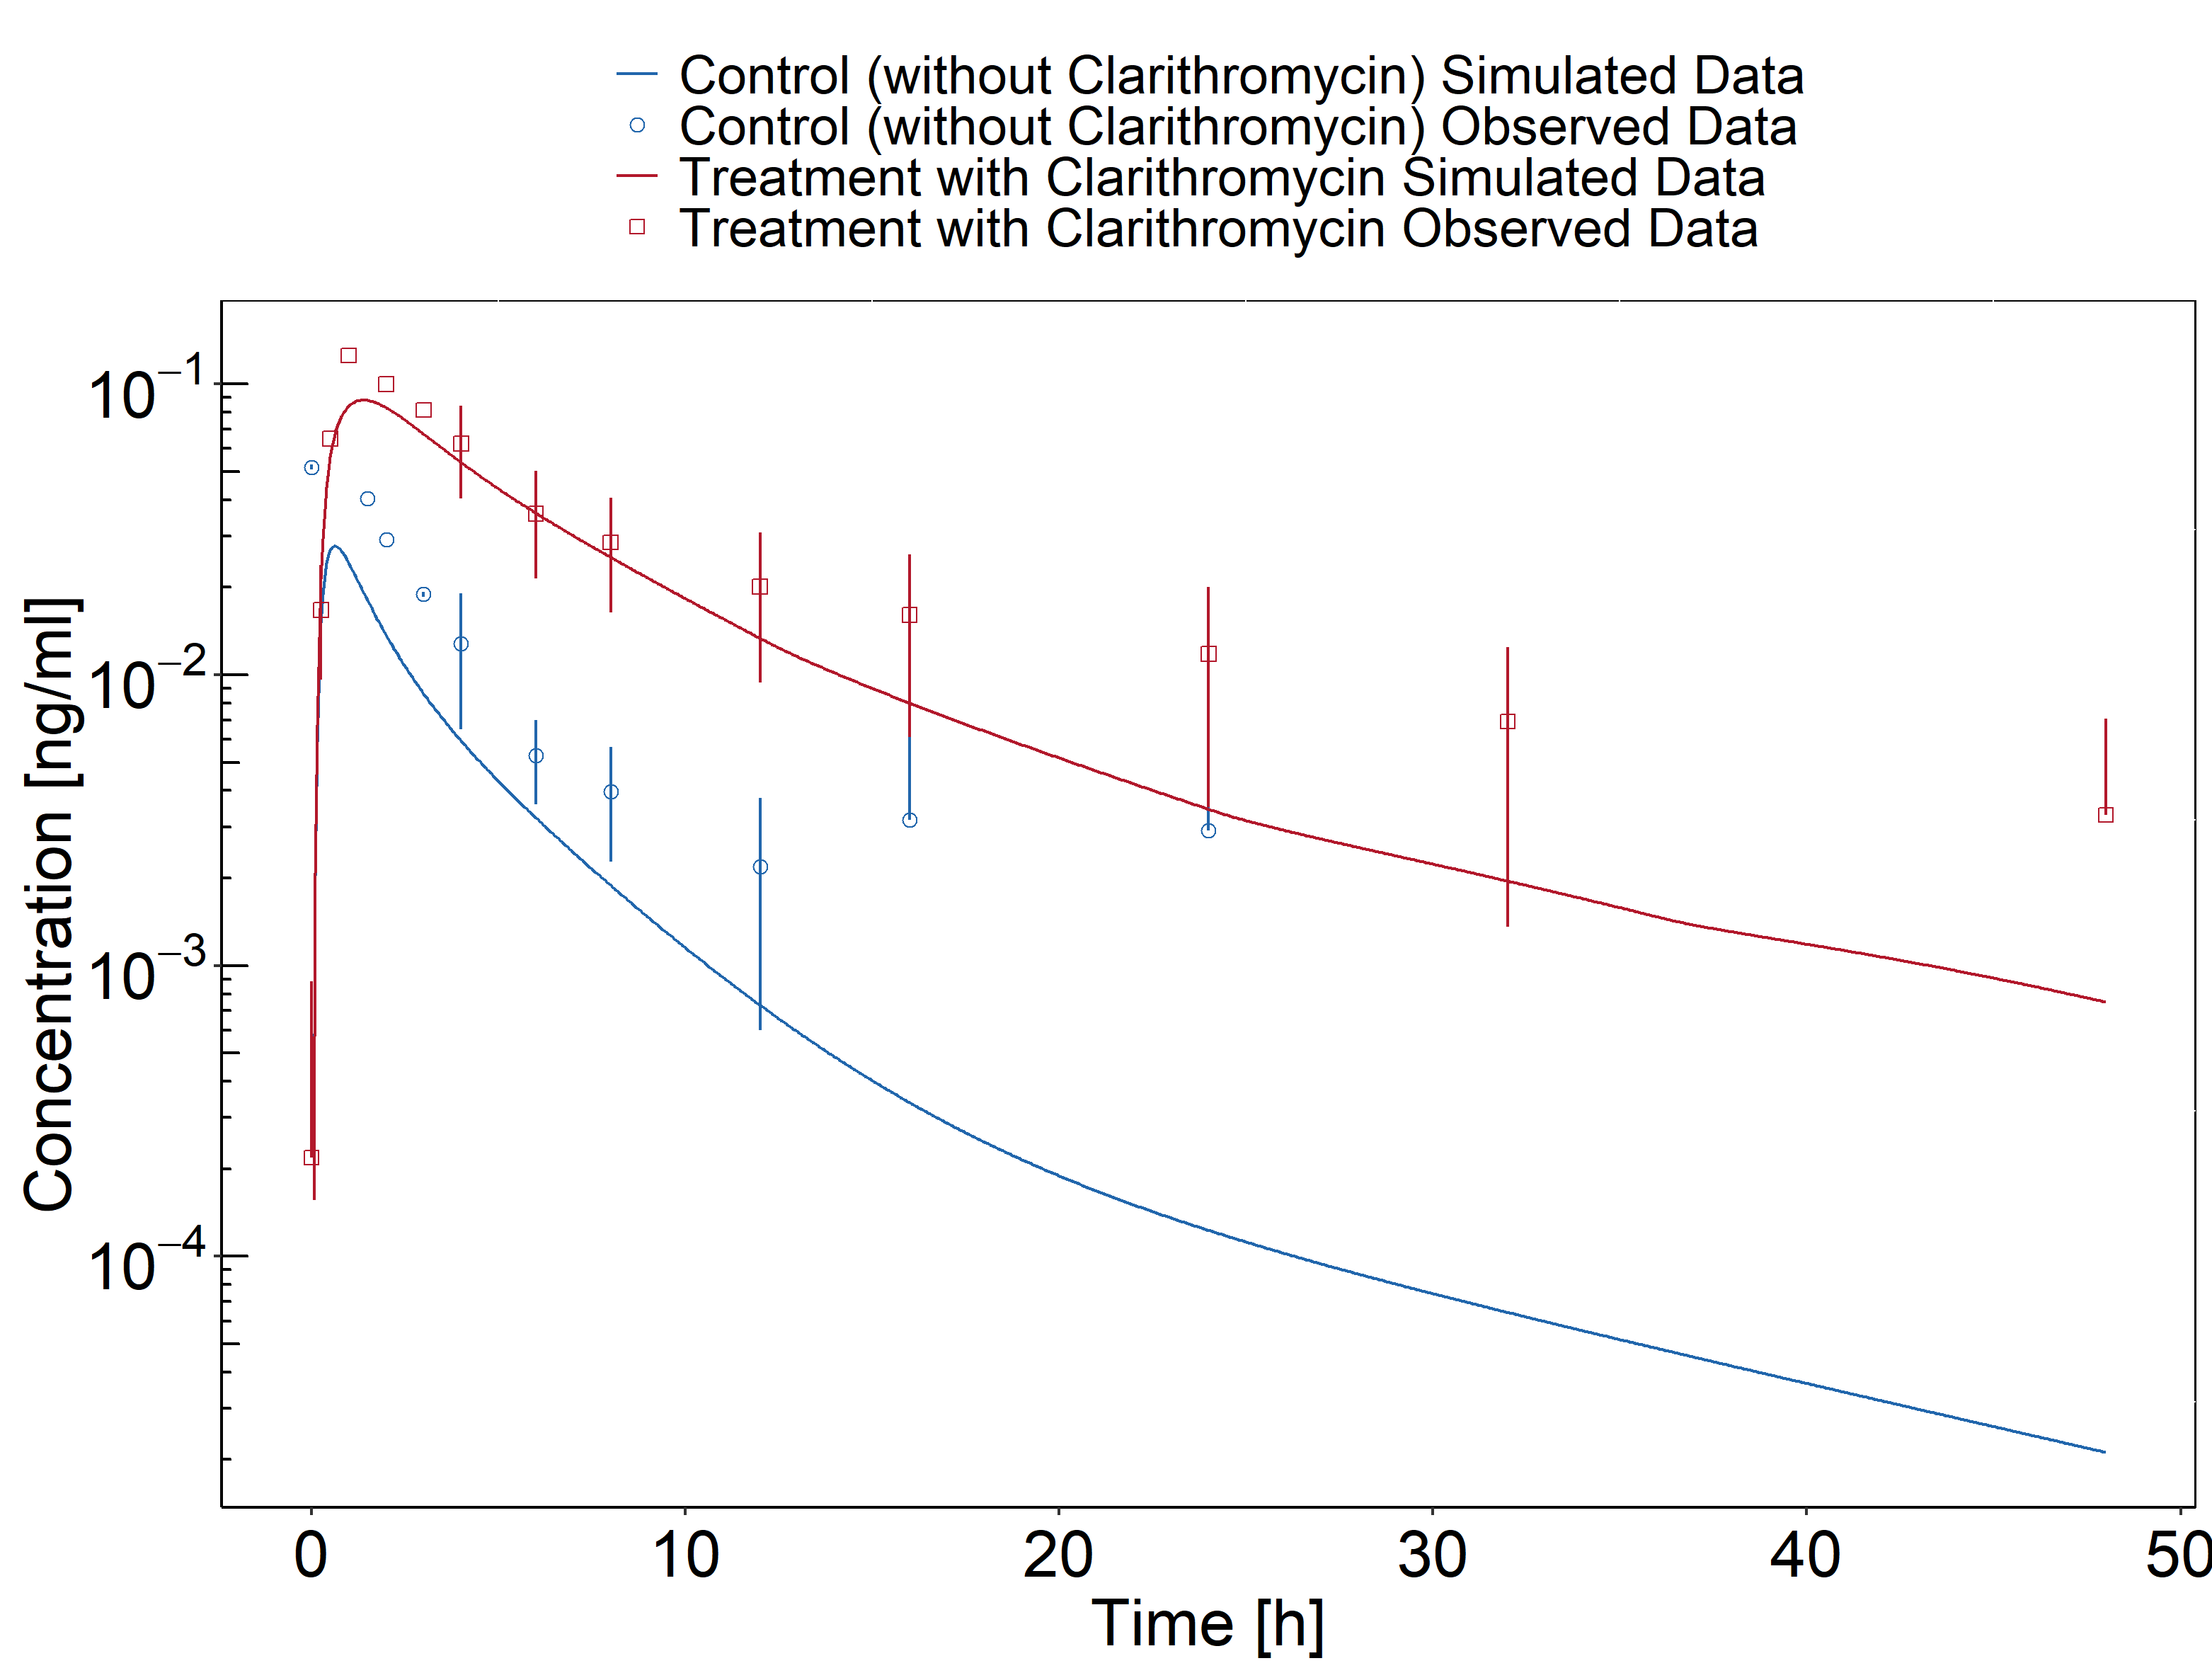 Control (without Clarithromycin) Simulated Data
Control (without Clarithromycin) Observed Data
Treatment with Clarithromycin Simulated Data
Treatment with Clarithromycin Observed Data
Concentration [ng/ml]
10⁻¹
10⁻²
10⁻³
10⁻⁴
0 10 20 30 40 50
Time [h]